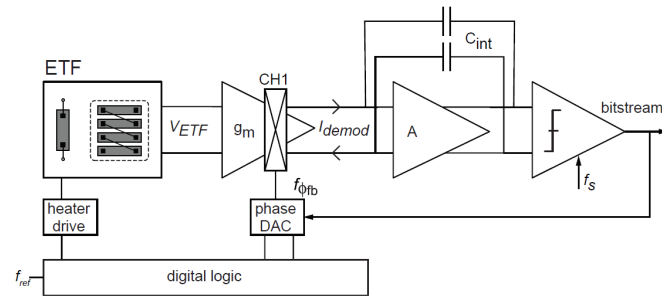 ETF
CH1
C_int
bitstream
V_ETF
g_m
I_demod
A
f_ϕfb
f_s
heater
drive
phase
DAC
f_ref
digital logic